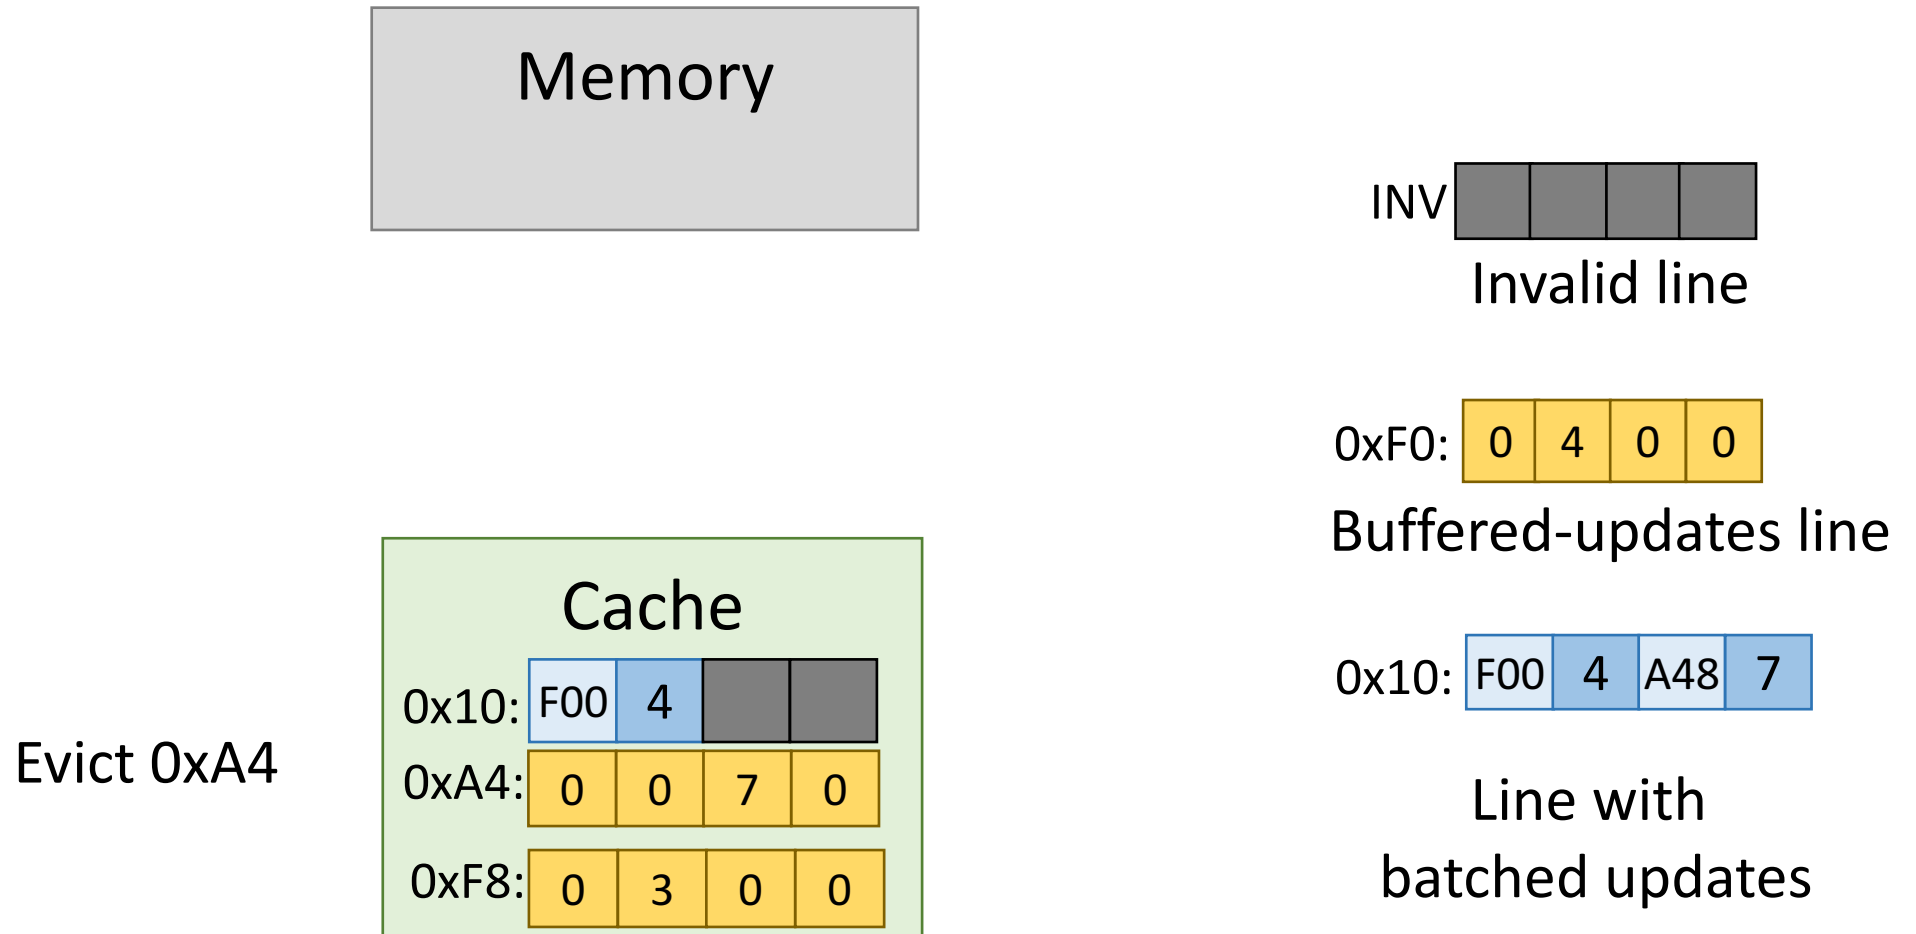 Memory
INV
Invalid line
0xF0: 0 4 0 0
Buffered-updates line
Cache
0x10: F00 4
0x10: F00 4 A48 7
Evict 0xA4
0xA4: 0 0 7 0
Line with
batched updates
0xF8: 0 3 0 0